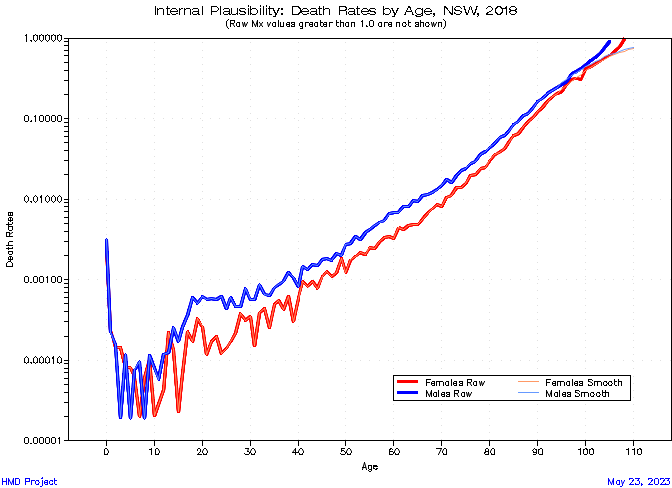 Internal Plausibility: Death Rates by Age, NSW, 2018
(Raw Mx values greater than 1.0 are not shown)
1.00000
0.10000
0.01000
0.00100
0.00010
0.00001
Death Rates
Females Raw
Females Smooth
Males Raw
Males Smooth
0 10 20 30 40 50 60 70 80 90 100 110
Age
HMD Project
May 23, 2023